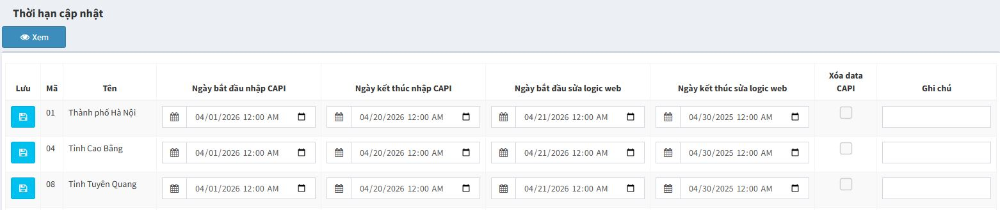 Thời hạn cập nhật
Xem
Lưu Mã Tên Ngày bắt đầu nhập CAPI Ngày kết thúc nhập CAPI Ngày bắt đầu sửa logic web Ngày kết thúc sửa logic web Xóa data CAPI Ghi chú
01 Thành phố Hà Nội 04/01/2026 12:00 AM 04/20/2026 12:00 AM 04/21/2026 12:00 AM 04/30/2025 12:00 AM
04 Tỉnh Cao Bằng 04/01/2026 12:00 AM 04/20/2026 12:00 AM 04/21/2026 12:00 AM 04/30/2025 12:00 AM
08 Tỉnh Tuyên Quang 04/01/2026 12:00 AM 04/20/2026 12:00 AM 04/21/2026 12:00 AM 04/30/2025 12:00 AM